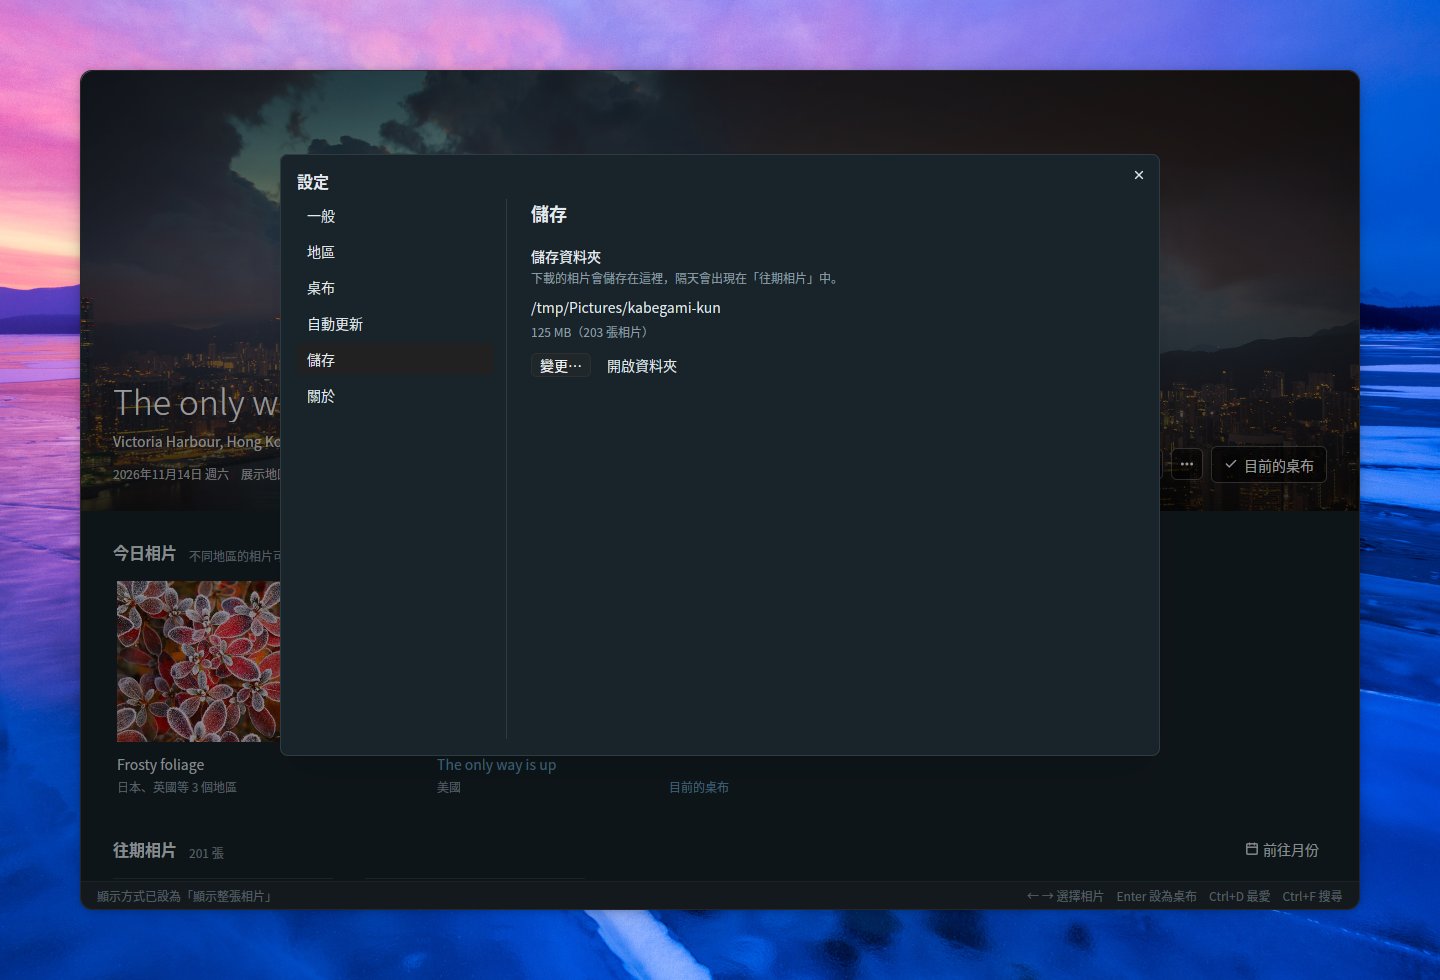 設定
一般
地區
桌布
自動更新
儲存
關於
儲存
儲存資料夾
下載的相片會儲存在這裡，隔天會出現在「往期相片」中。
/tmp/Pictures/kabegami-kun
125 MB（203 張相片）
變更⋯ 開啟資料夾
The only w
Victoria Harbour, Hong Ko
2026年11月14日 週六 展示地
目前的桌布
今日相片 不同地區的相片可
Frosty foliage
日本、英國等 3 個地區
The only way is up
美國 目前的桌布
往期相片 201 張
前往月份
顯示方式已設為「顯示整張相片」
←→ 選擇相片 Enter 設為桌布 Ctrl+D 最愛 Ctrl+F 搜尋